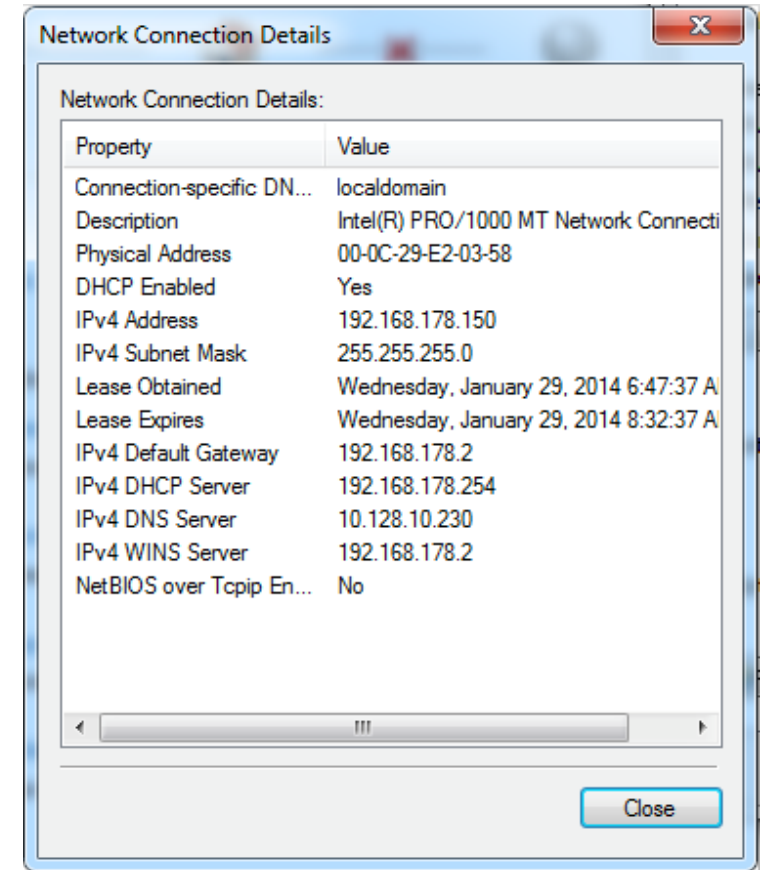 Network Connection Details
Network Connection Details:
Property Value
Connection-specific DN... localdomain
Description Intel(R) PRO/1000 MT Network Connecti
Physical Address 00-0C-29-E2-03-58
DHCP Enabled Yes
IPv4 Address 192.168.178.150
IPv4 Subnet Mask 255.255.255.0
Lease Obtained Wednesday, January 29, 2014 6:47:37 A
Lease Expires Wednesday, January 29, 2014 8:32:37 A
IPv4 Default Gateway 192.168.178.2
IPv4 DHCP Server 192.168.178.254
IPv4 DNS Server 10.128.10.230
IPv4 WINS Server 192.168.178.2
NetBIOS over Tcpip En... No
Close